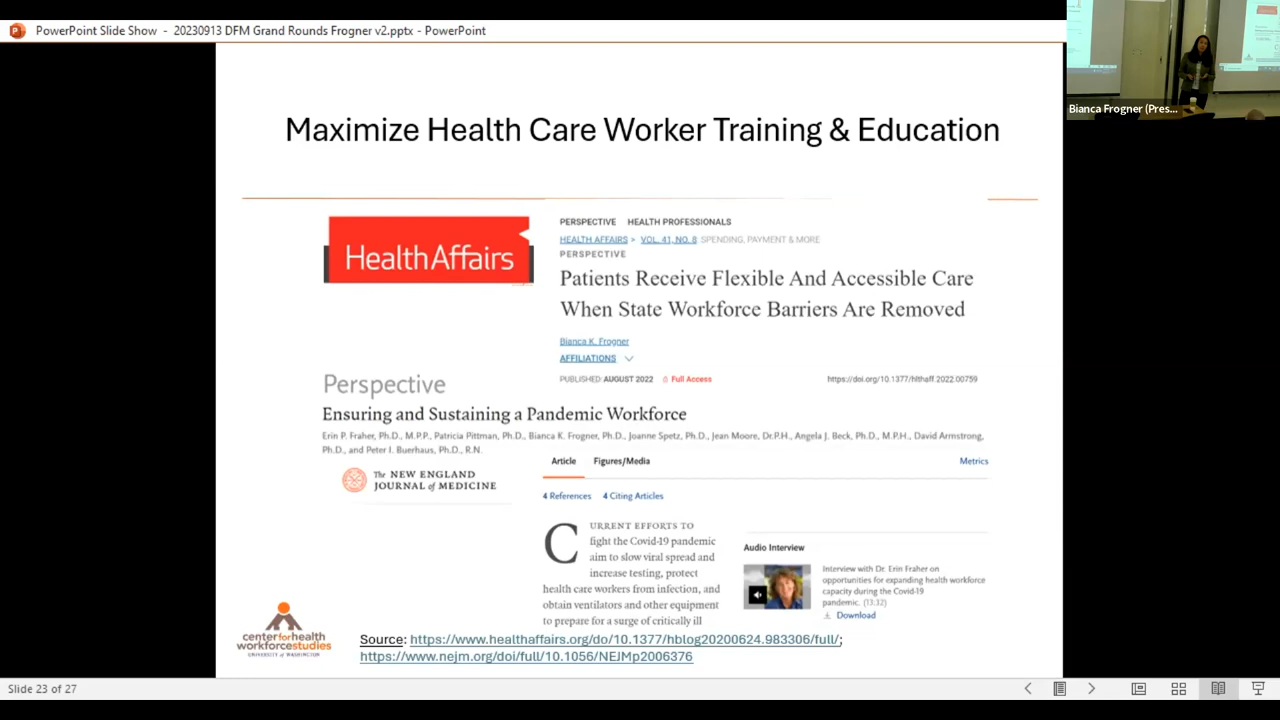 PowerPoint Slide Show - 20230913 DFM Grand Rounds Frogner v2.pptx - PowerPoint
Bianca Frogner (Pres...
Maximize Health Care Worker Training & Education
HealthAffairs
PERSPECTIVE HEALTH PROFESSIONALS
HEALTH AFFAIRS > VOL. 41, NO. 8 SPENDING, PAYMENT & MORE
PERSPECTIVE
Patients Receive Flexible And Accessible Care
When State Workforce Barriers Are Removed
Bianca K. Frogner
AFFILIATIONS
PUBLISHED: AUGUST 2022 Full Access https://doi.org/10.1377/hlthaff.2022.00759
Perspective
Ensuring and Sustaining a Pandemic Workforce
Erin P. Fraher, Ph.D., M.P.P., Patricia Pittman, Ph.D., Bianca K. Frogner, Ph.D., Joanne Spetz, Ph.D., Jean Moore, Dr.P.H., Angela J. Beck, Ph.D., M.P.H., David Armstrong,
Ph.D., and Peter I. Buerhaus, Ph.D., R.N.
The NEW ENGLAND
JOURNAL of MEDICINE
Article Figures/Media Metrics
4 References 4 Citing Articles
CURRENT EFFORTS TO
fight the Covid-19 pandemic
aim to slow viral spread and
increase testing, protect
health care workers from infection, and
obtain ventilators and other equipment
to prepare for a surge of critically ill
Audio Interview
Interview with Dr. Erin Fraher on
opportunities for expanding health workforce
capacity during the Covid-19
pandemic. (13:32)
Download
centerforhealth
workforcestudies
UNIVERSITY of WASHINGTON
Source: https://www.healthaffairs.org/do/10.1377/hblog20200624.983306/full/;
https://www.nejm.org/doi/full/10.1056/NEJMp2006376
Slide 23 of 27